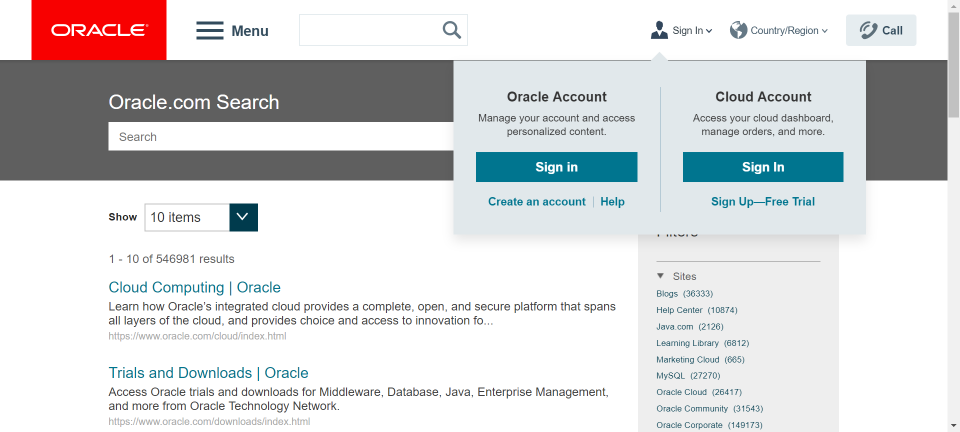 ORACLE
Menu
Sign In
Country/Region
Call
Oracle.com Search
Search
Oracle Account
Manage your account and access
personalized content.
Sign in
Create an account | Help
Cloud Account
Access your cloud dashboard,
manage orders, and more.
Sign In
Sign Up—Free Trial
Show
10 items
1 - 10 of 546981 results
Cloud Computing | Oracle
Learn how Oracle's integrated cloud provides a complete, open, and secure platform that spans
all layers of the cloud, and provides choice and access to innovation fo...
https://www.oracle.com/cloud/index.html
Trials and Downloads | Oracle
Access Oracle trials and downloads for Middleware, Database, Java, Enterprise Management,
and more from Oracle Technology Network.
https://www.oracle.com/downloads/index.html
Filters
Sites
Blogs (36333)
Help Center (10874)
Java.com (2126)
Learning Library (6812)
Marketing Cloud (665)
MySQL (27270)
Oracle Cloud (26417)
Oracle Community (31543)
Oracle Corporate (149173)